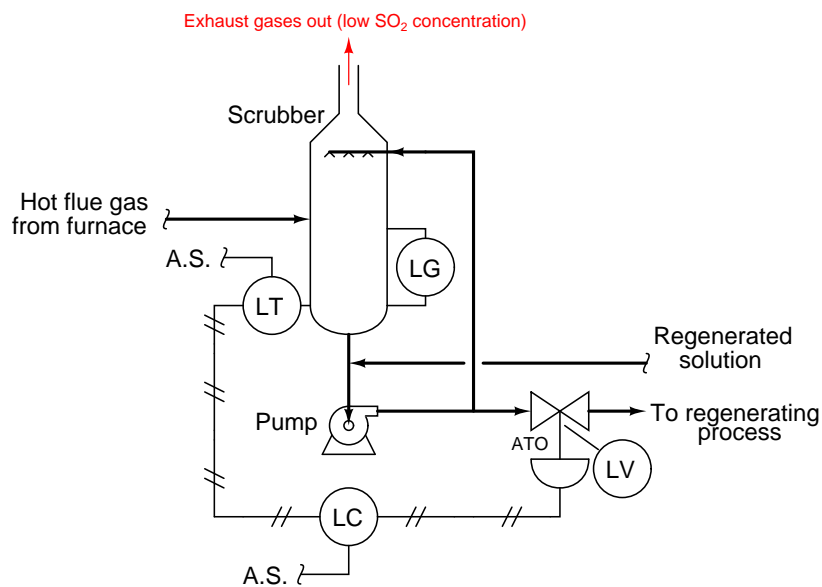 Exhaust gases out (low SO₂ concentration)
Scrubber
Hot flue gas
from furnace
A.S.
LG
LT
Regenerated
solution
Pump
To regenerating
process
ATO
LV
LC
A.S.